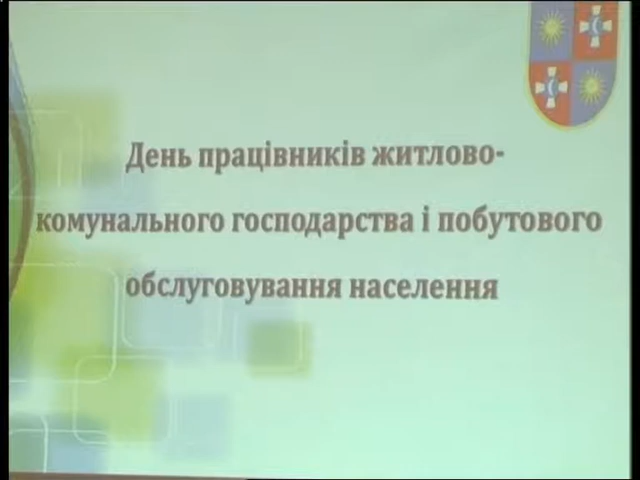 День працівників житлово-
комунального господарства і побутового
обслуговування населення